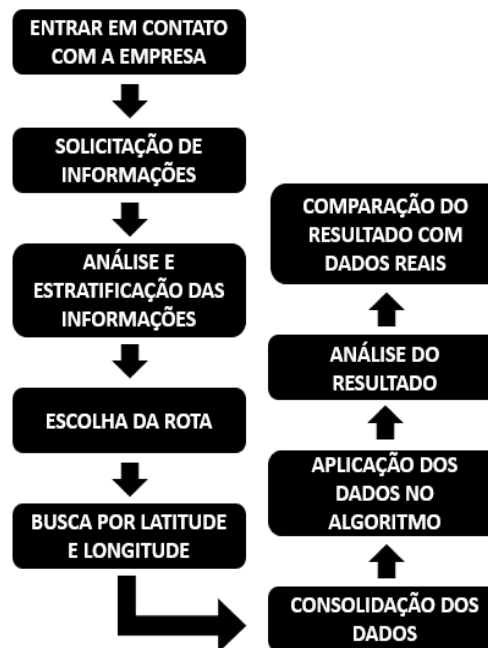 ENTRAR EM CONTATO
COM A EMPRESA
SOLICITAÇÃO DE
INFORMAÇÕES
ANÁLISE E
ESTRATIFICAÇÃO DAS
INFORMAÇÕES
ESCOLHA DA ROTA
BUSCA POR LATITUDE
E LONGITUDE
CONSOLIDAÇÃO DOS
DADOS
APLICAÇÃO DOS
DADOS NO
ALGORITMO
ANÁLISE DO
RESULTADO
COMPARAÇÃO DO
RESULTADO COM
DADOS REAIS